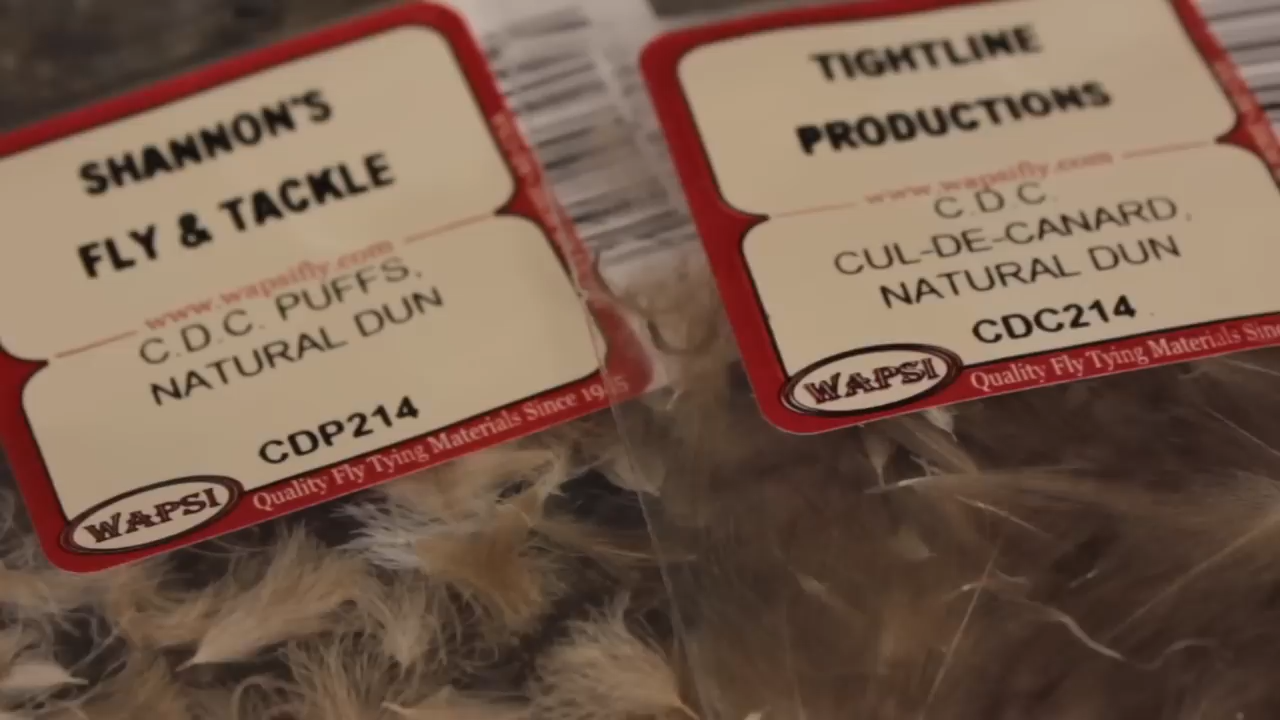 SHANNON'S
FLY & TACKLE
www.wapsifly.com
C.D.C. PUFFS,
NATURAL DUN
CDP214
WAPSI
Quality Fly Tying Materials Since 1945
TIGHTLINE
PRODUCTIONS
www.wapsifly.com
C.D.C.
CUL-DE-CANARD,
NATURAL DUN
CDC214
WAPSI
Quality Fly Tying Materials Since